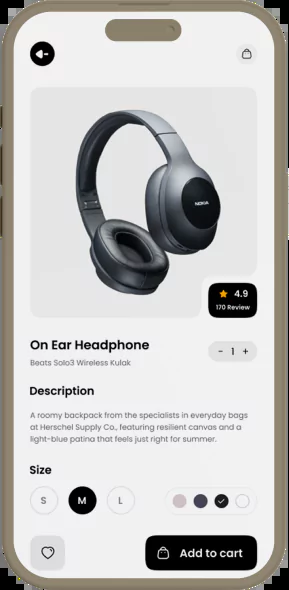 NOKIA
4.9
170 Review
On Ear Headphone
- 1 +
Beats Solo3 Wireless Kulak
Description
A roomy backpack from the specialists in everyday bags
at Herschel Supply Co., featuring resilient canvas and a
light-blue patina that feels just right for summer.
Size
S M L
Add to cart